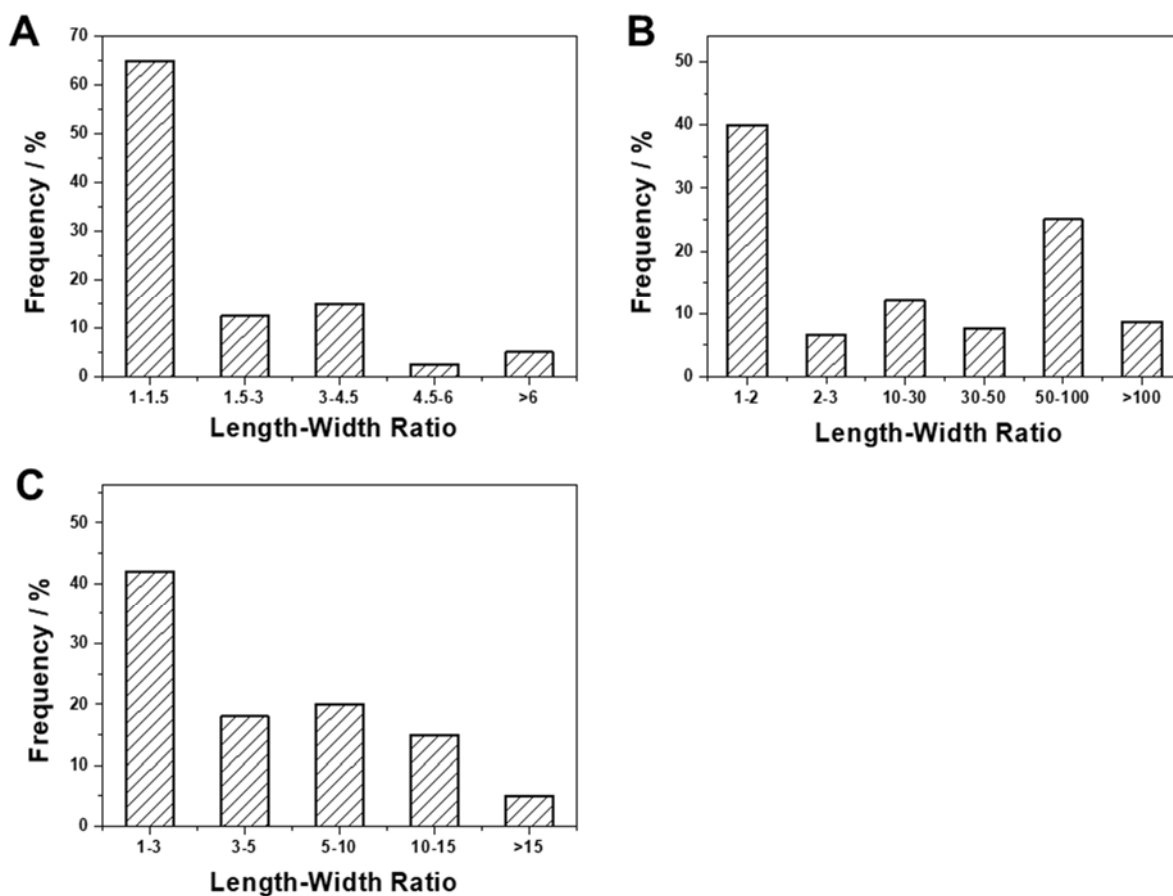 A
Frequency / %
70
60
50
40
30
20
10
0
1-1.5 1.5-3 3-4.5 4.5-6 >6
Length-Width Ratio
B
Frequency / %
50
40
30
20
10
0
1-2 2-3 10-30 30-50 50-100 >100
Length-Width Ratio
C
Frequency / %
50
40
30
20
10
0
1-3 3-5 5-10 10-15 >15
Length-Width Ratio